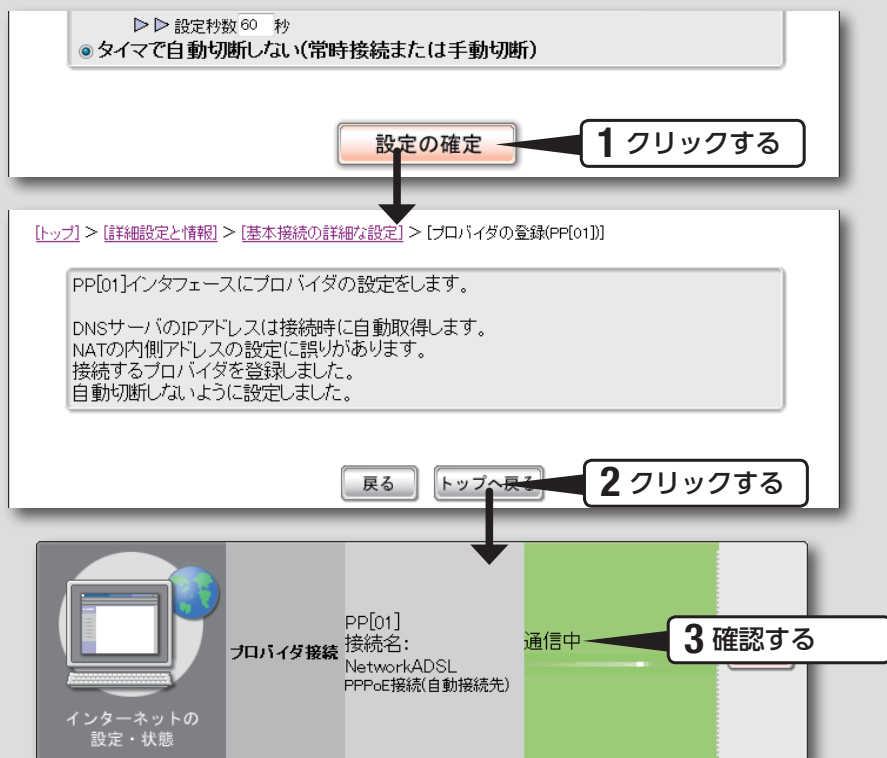 ▷▷設定秒数 60 秒
タイマで自動切断しない(常時接続または手動切断)
設定の確定
1 クリックする
[トップ] > [詳細設定と情報] > [基本接続の詳細な設定] > [プロバイダの登録(PP[01])]
PP[01]インタフェースにプロバイダの設定をします。
DNSサーバのIPアドレスは接続時に自動取得します。
NATの内側アドレスの設定に誤りがあります。
接続するプロバイダを登録しました。
自動切断しないように設定しました。
戻る
トップへ戻る
2 クリックする
インターネットの
設定・状態
プロバイダ接続
PP[01]
接続名:
NetworkADSL
PPPoE接続(自動接続先)
通信中
3 確認する